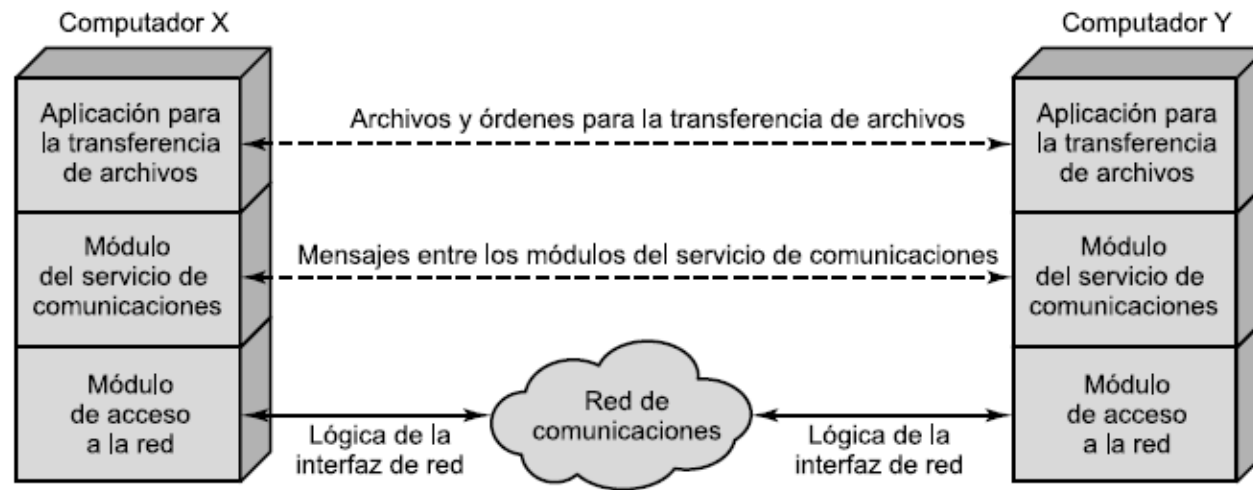 Computador X
Computador Y
Aplicación para
la transferencia
de archivos
Archivos y órdenes para la transferencia de archivos
Aplicación para
la transferencia
de archivos
Módulo
del servicio de
comunicaciones
Mensajes entre los módulos del servicio de comunicaciones
Módulo
del servicio de
comunicaciones
Módulo
de acceso
a la red
Lógica de la
interfaz de red
Red de
comunicaciones
Lógica de la
interfaz de red
Módulo
de acceso
a la red